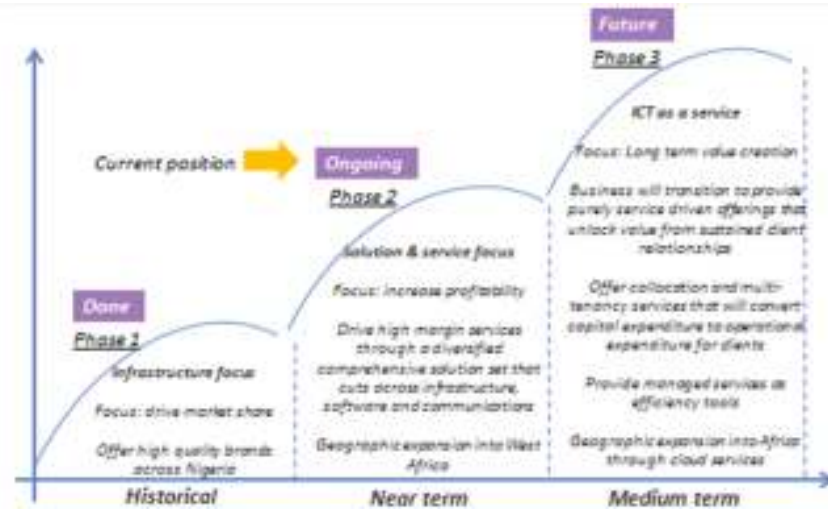 Future
Phase 3
ICT as a service
Focus: Long term value creation
Business will transition to provide
purely service driven offerings that
unlock value from sustained client
relationships
Offer collocation and multi-
tenancy services that will convert
capital expenditure to operational
expenditure for clients
Provide managed services as
efficiency tools
Geographic expansion into Africa
through cloud services
Medium term
Current position
Ongoing
Phase 2
Solution & service focus
Focus: increase profitability
Drive high margin services
through a diversified
comprehensive solution set that
cuts across infrastructure,
software and communications
Geographic expansion into West
Africa
Near term
Done
Phase 1
Infrastructure focus
Focus: drive market share
Offer high quality brands
across Nigeria
Historical